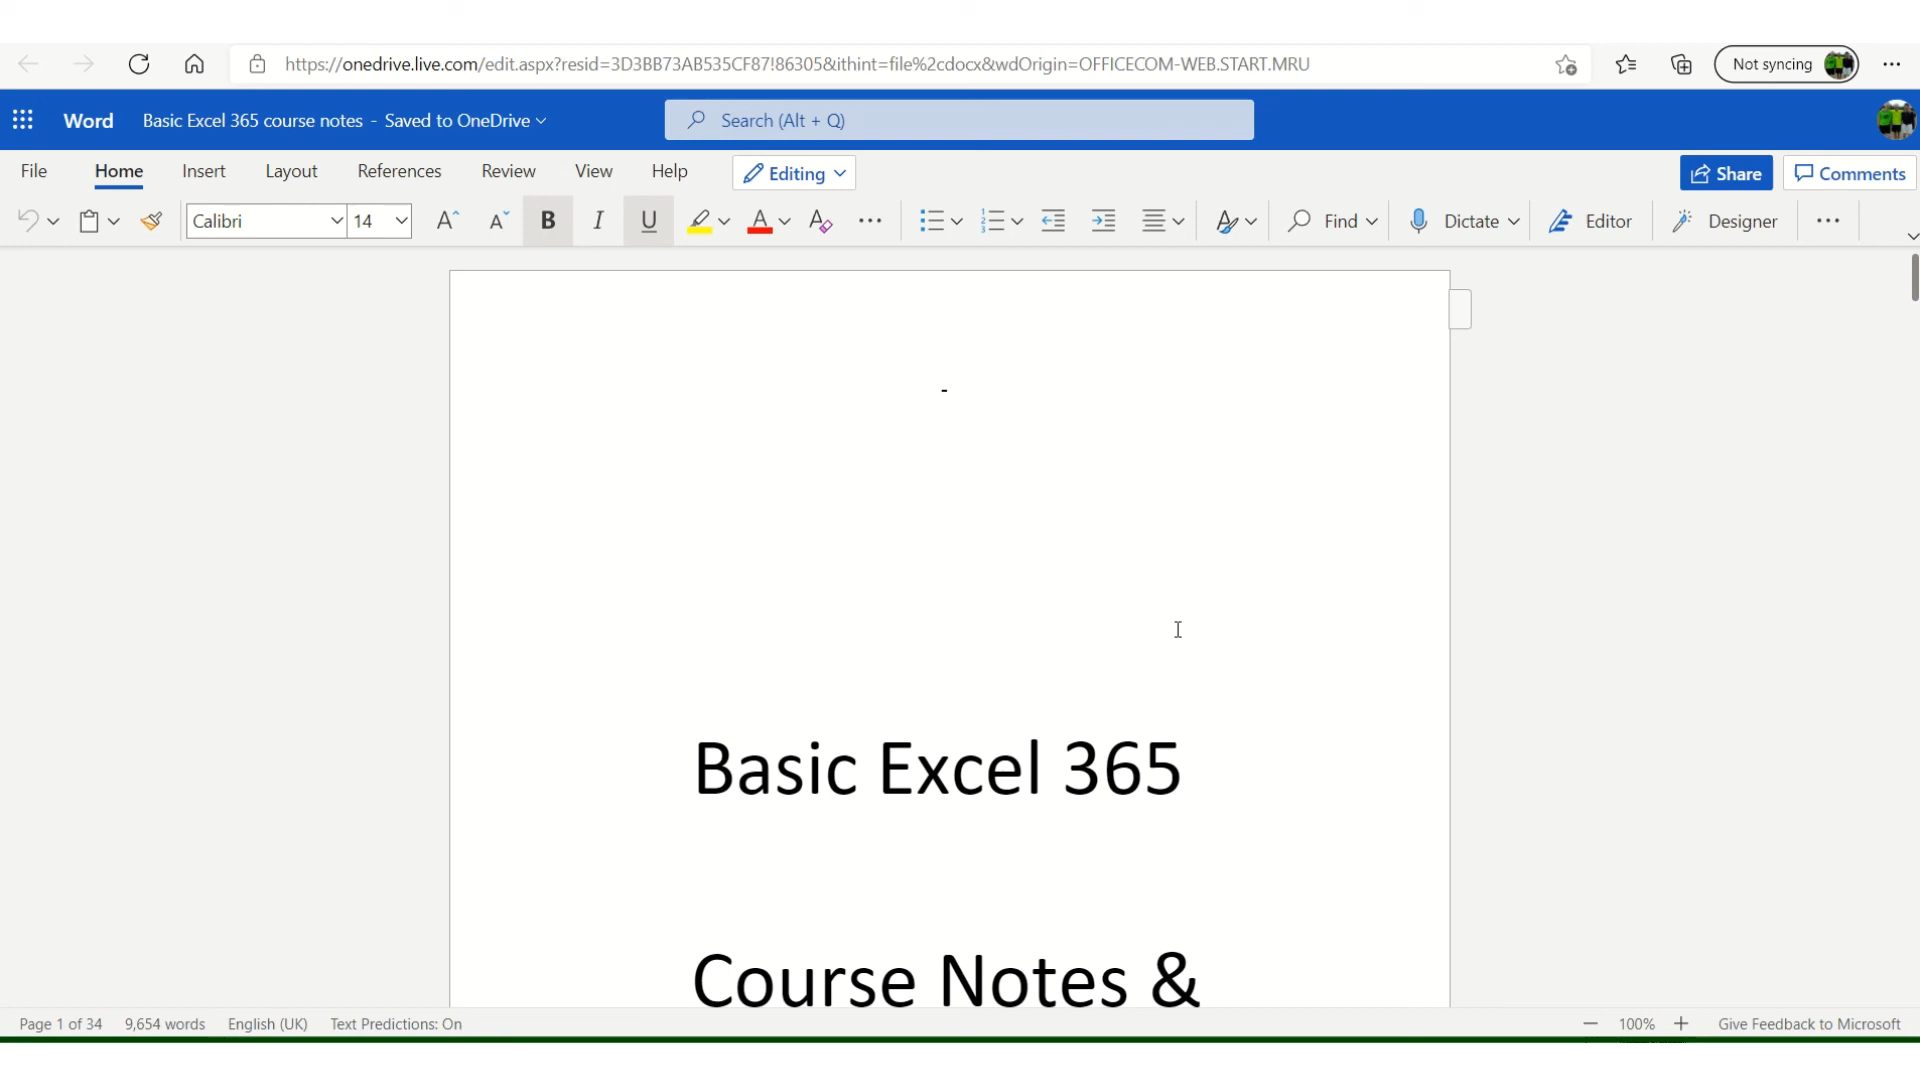 https://onedrive.live.com/edit.aspx?resid=3D3BB73AB535CF87!86305&ithint=file%2cdocx&wdOrigin=OFFICECOM-WEB.START.MRU
Not syncing
Word Basic Excel 365 course notes - Saved to OneDrive
Search (Alt + Q)
File Home Insert Layout References Review View Help Editing Share Comments
Calibri 14 A A B I U A A 1 2 3 A Find Dictate Editor Designer
-
Basic Excel 365
Course Notes &
Page 1 of 34 9,654 words English (UK) Text Predictions: On 100% Give Feedback to Microsoft